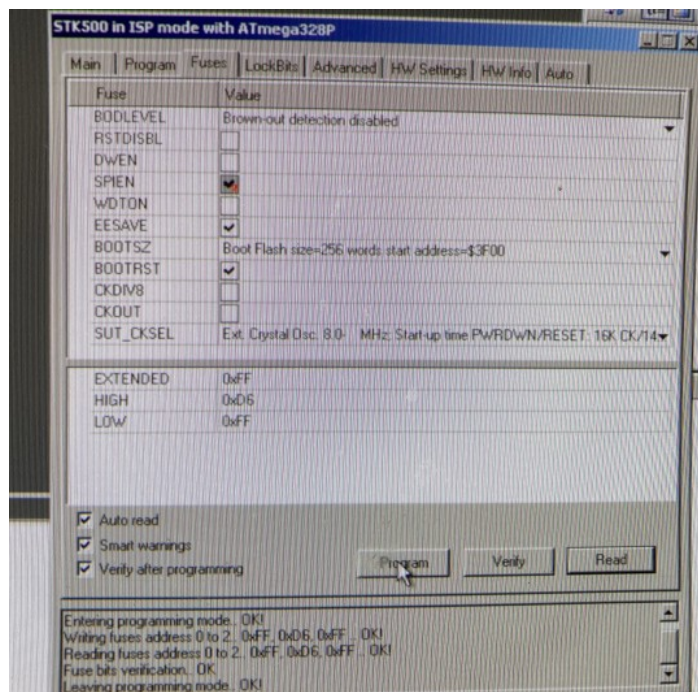 STK500 in ISP mode with ATmega328P
Main Program Fuses LockBits Advanced HW Settings HW Info Auto
Fuse Value
BODLEVEL Brown-out detection disabled
RSTDISBL
DWEN
SPIEN
WDTON
EESAVE
BOOTSZ Boot Flash size=256 words start address=$3F00
BOOTRST
CKDIV8
CKOUT
SUT_CKSEL Ext. Crystal Osc. 8.0- MHz; Start-up time PWRDWN/RESET: 16K CK/14
EXTENDED 0xFF
HIGH 0xD6
LOW 0xFF
Auto read
Smart warnings
Verify after programming
Program Verify Read
Entering programming mode.. OK!
Writing fuses address 0 to 2.. 0xFF, 0xD6, 0xFF .. OK!
Reading fuses address 0 to 2.. 0xFF, 0xD6, 0xFF .. OK!
Fuse bits verification.. OK
Leaving programming mode.. OK!